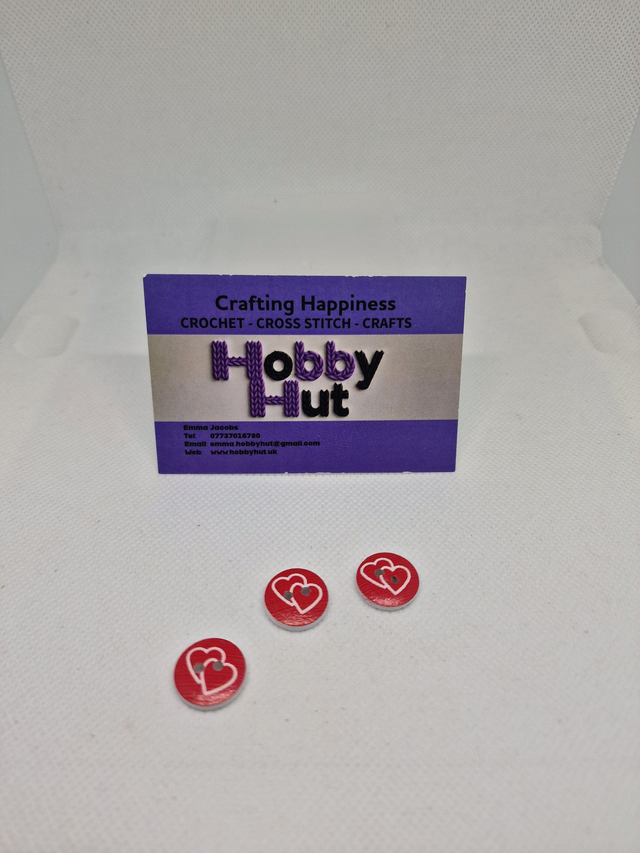 Crafting Happiness
CROCHET - CROSS STITCH - CRAFTS
Hobby
Hut
Emma Jacobs
Tel 07737016780
Email emma.hobbyhut@gmail.com
Web www.hobbyhut.uk